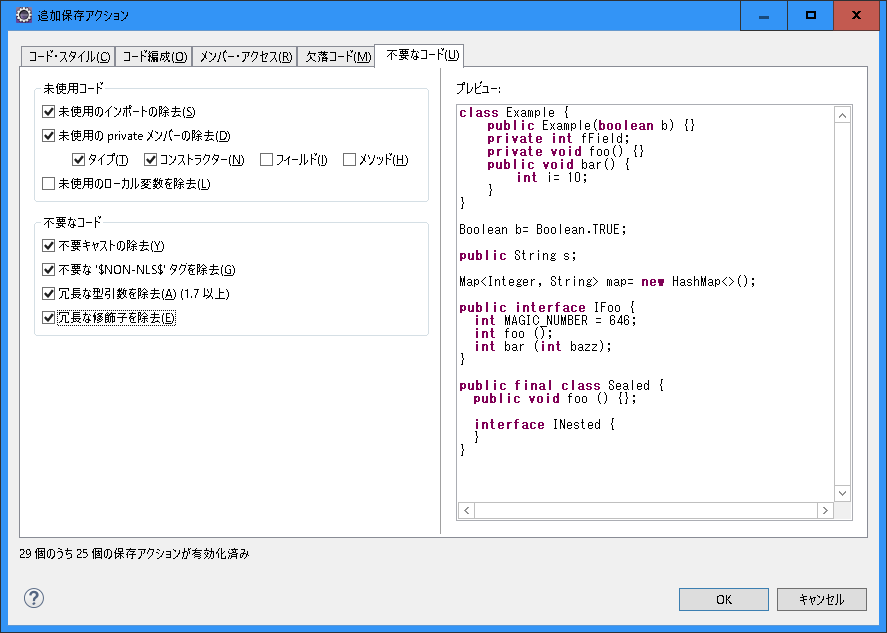 追加保存アクション
コード・スタイル(C) コード編成(O) メンバー・アクセス(R) 欠落コード(M) 不要なコード(U)
未使用コード
未使用のインポートの除去(S)
未使用の private メンバーの除去(D)
タイプ(T) コンストラクター(N) フィールド(I) メソッド(H)
未使用のローカル変数を除去(L)
不要なコード
不要キャストの除去(Y)
不要な '$NON-NLS$' タグを除去(G)
冗長な型引数を除去(A) (1.7 以上)
冗長な修飾子を除去(E)
プレビュー:
class Example {
    public Example(boolean b) {}
    private int fField;
    private void foo() {}
    public void bar() {
        int i= 10;
    }
}
Boolean b= Boolean.TRUE;
public String s;
Map<Integer, String> map= new HashMap<>();
public interface IFoo {
  int MAGIC_NUMBER = 646;
  int foo ();
  int bar (int bazz);
}
public final class Sealed {
  public void foo () {};
  interface INested {
  }
}
29 個のうち 25 個の保存アクションが有効化済み
?
OK キャンセル